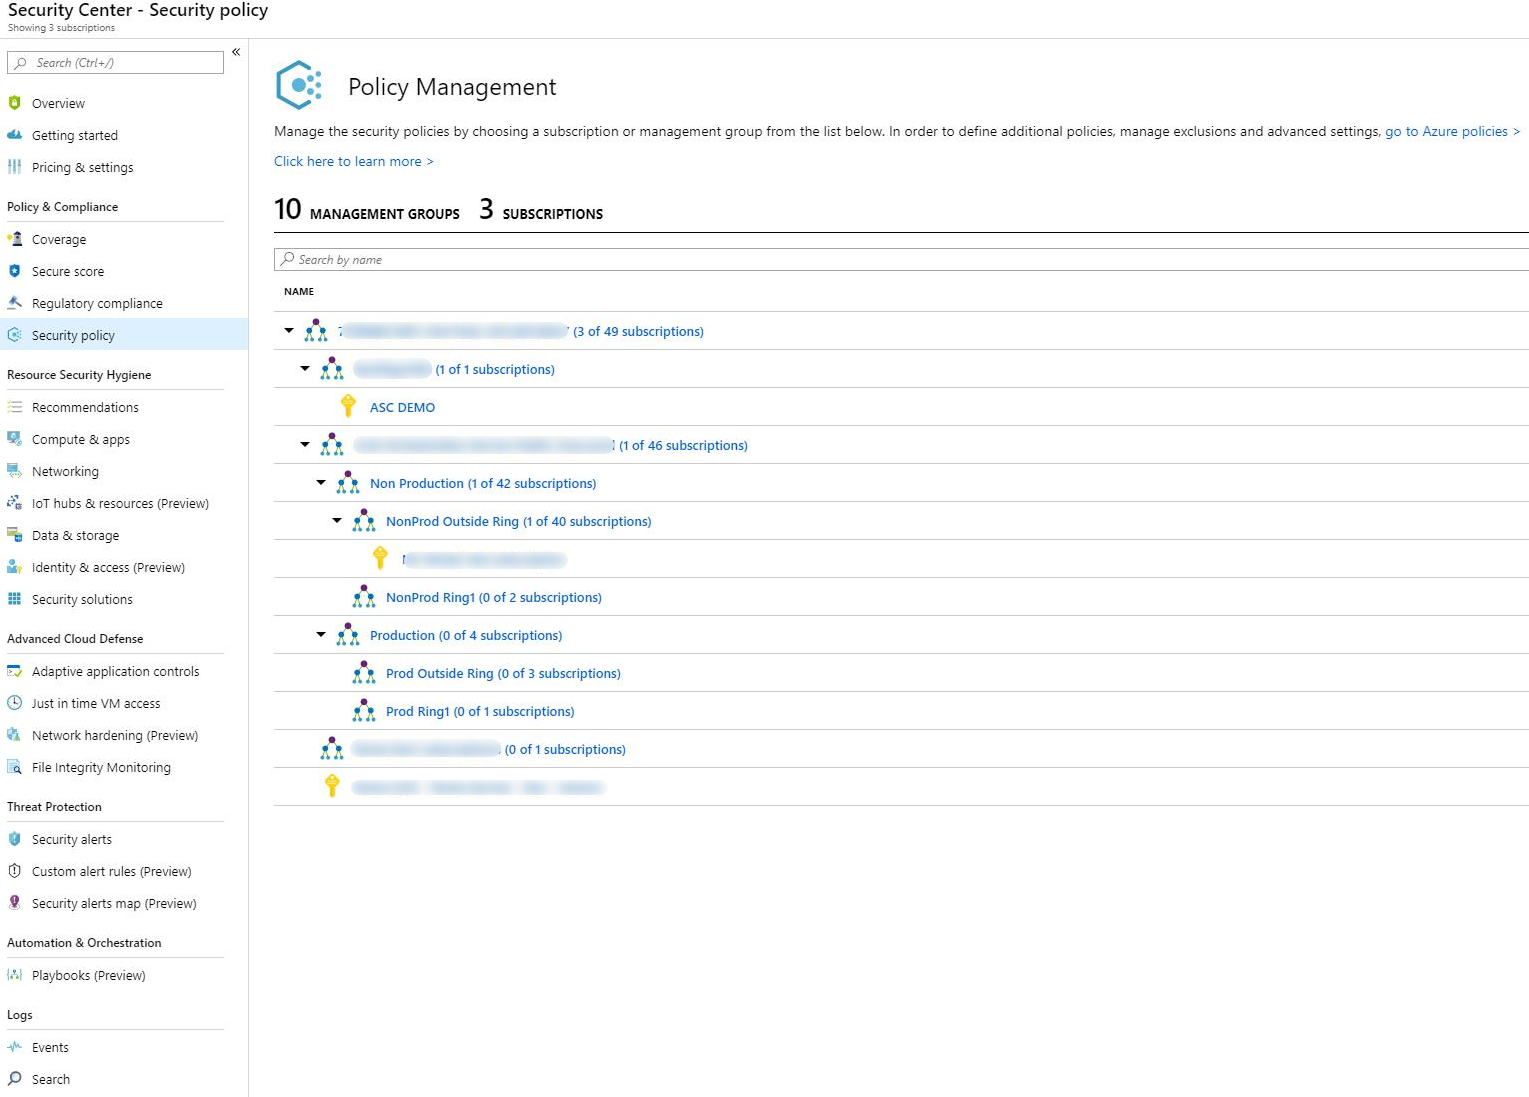 Security Center - Security policy
Showing 3 subscriptions
Search (Ctrl+/)
«
Overview
Getting started
Pricing & settings
Policy & Compliance
Coverage
Secure score
Regulatory compliance
Security policy
Resource Security Hygiene
Recommendations
Compute & apps
Networking
IoT hubs & resources (Preview)
Data & storage
Identity & access (Preview)
Security solutions
Advanced Cloud Defense
Adaptive application controls
Just in time VM access
Network hardening (Preview)
File Integrity Monitoring
Threat Protection
Security alerts
Custom alert rules (Preview)
Security alerts map (Preview)
Automation & Orchestration
Playbooks (Preview)
Logs
Events
Search
Policy Management
Manage the security policies by choosing a subscription or management group from the list below. In order to define additional policies, manage exclusions and advanced settings, go to Azure policies >
Click here to learn more >
10 MANAGEMENT GROUPS 3 SUBSCRIPTIONS
Search by name
NAME
(3 of 49 subscriptions)
(1 of 1 subscriptions)
ASC DEMO
(1 of 46 subscriptions)
Non Production (1 of 42 subscriptions)
NonProd Outside Ring (1 of 40 subscriptions)
NonProd Ring1 (0 of 2 subscriptions)
Production (0 of 4 subscriptions)
Prod Outside Ring (0 of 3 subscriptions)
Prod Ring1 (0 of 1 subscriptions)
(0 of 1 subscriptions)